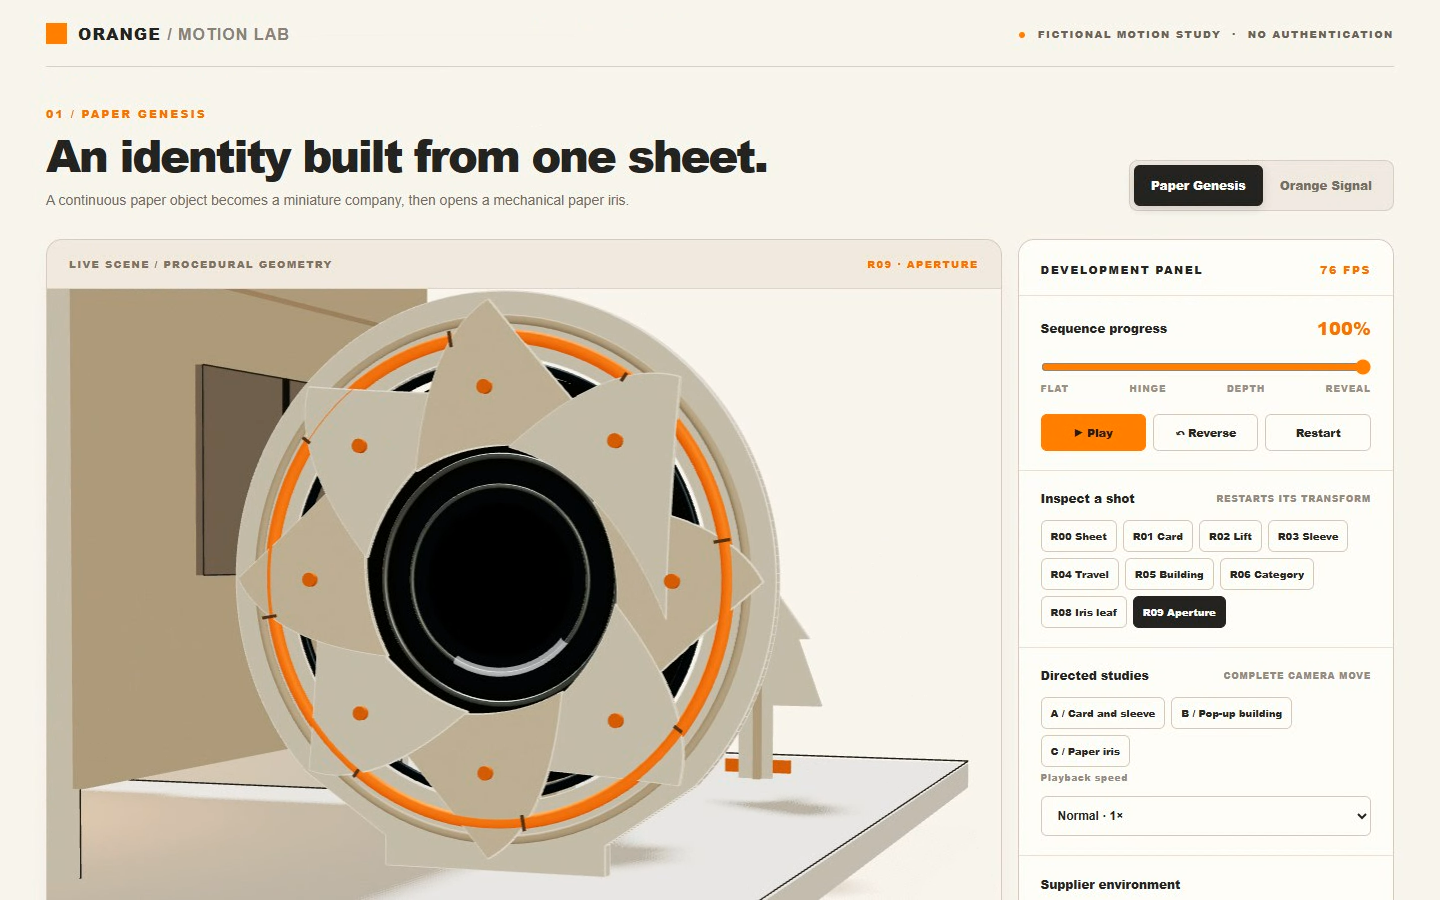 ORANGE / MOTION LAB
FICTIONAL MOTION STUDY · NO AUTHENTICATION
01 / PAPER GENESIS
An identity built from one sheet.
A continuous paper object becomes a miniature company, then opens a mechanical paper iris.
Paper Genesis
Orange Signal
LIVE SCENE / PROCEDURAL GEOMETRY
R09 · APERTURE
DEVELOPMENT PANEL
76 FPS
Sequence progress
100%
FLAT
HINGE
DEPTH
REVEAL
▶ Play
↶ Reverse
Restart
Inspect a shot
RESTARTS ITS TRANSFORM
R00 Sheet
R01 Card
R02 Lift
R03 Sleeve
R04 Travel
R05 Building
R06 Category
R08 Iris leaf
R09 Aperture
Directed studies
COMPLETE CAMERA MOVE
A / Card and sleeve
B / Pop-up building
C / Paper iris
Playback speed
Normal · 1×
Supplier environment